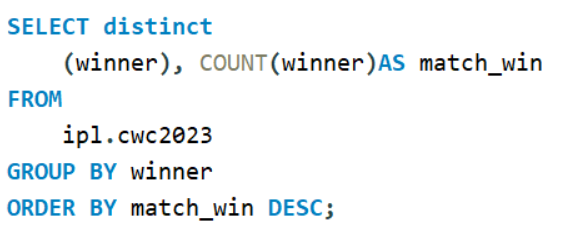 SELECT distinct
(winner), COUNT(winner)AS match_win
FROM
ipl.cwc2023
GROUP BY winner
ORDER BY match_win DESC;